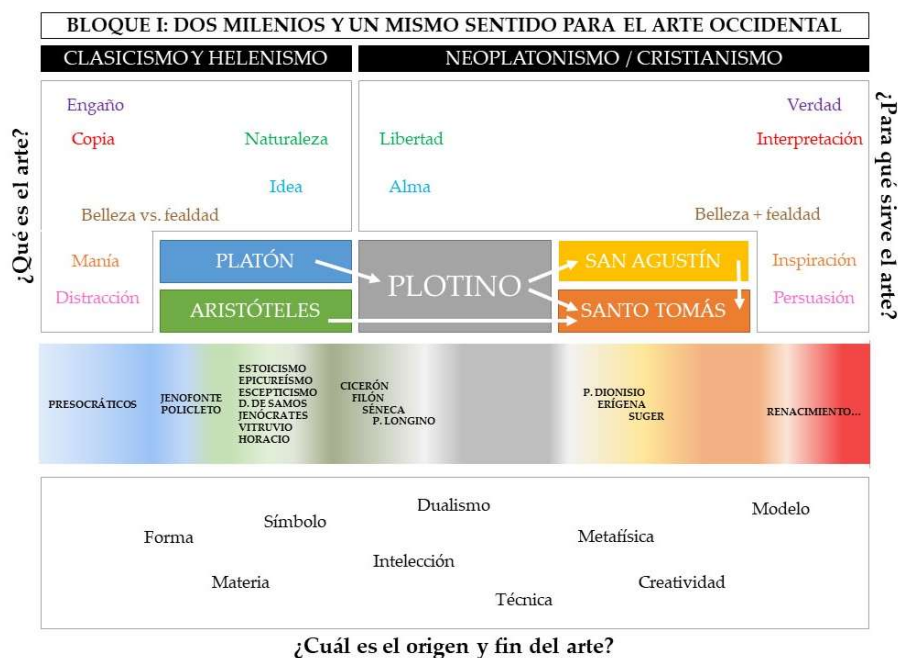 BLOQUE I: DOS MILENIOS Y UN MISMO SENTIDO PARA EL ARTE OCCIDENTAL
CLASICISMO Y HELENISMO
NEOPLATONISMO / CRISTIANISMO
¿Qué es el arte?
Engaño
Copia
Naturaleza
Idea
Belleza vs. fealdad
Manía
Distracción
Libertad
Alma
Verdad
Interpretación
Belleza + fealdad
Inspiración
Persuasión
¿Para qué sirve el arte?
PLATÓN
ARISTÓTELES
PLOTINO
SAN AGUSTÍN
SANTO TOMÁS
PRESOCRÁTICOS
JENOFONTE
POLICLETO
ESTOICISMO
EPICUREÍSMO
ESCEPTICISMO
D. DE SAMOS
JENÓCRATES
VITRUVIO
HORACIO
CICERÓN
FILÓN
SÉNECA
P. LONGINO
P. DIONISIO
ERÍGENA
SUGER
RENACIMIENTO...
Forma
Símbolo
Dualismo
Modelo
Metafísica
Intelección
Materia
Técnica
Creatividad
¿Cuál es el origen y fin del arte?